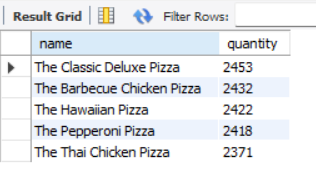 Result Grid Filter Rows:
name quantity
The Classic Deluxe Pizza 2453
The Barbecue Chicken Pizza 2432
The Hawaiian Pizza 2422
The Pepperoni Pizza 2418
The Thai Chicken Pizza 2371